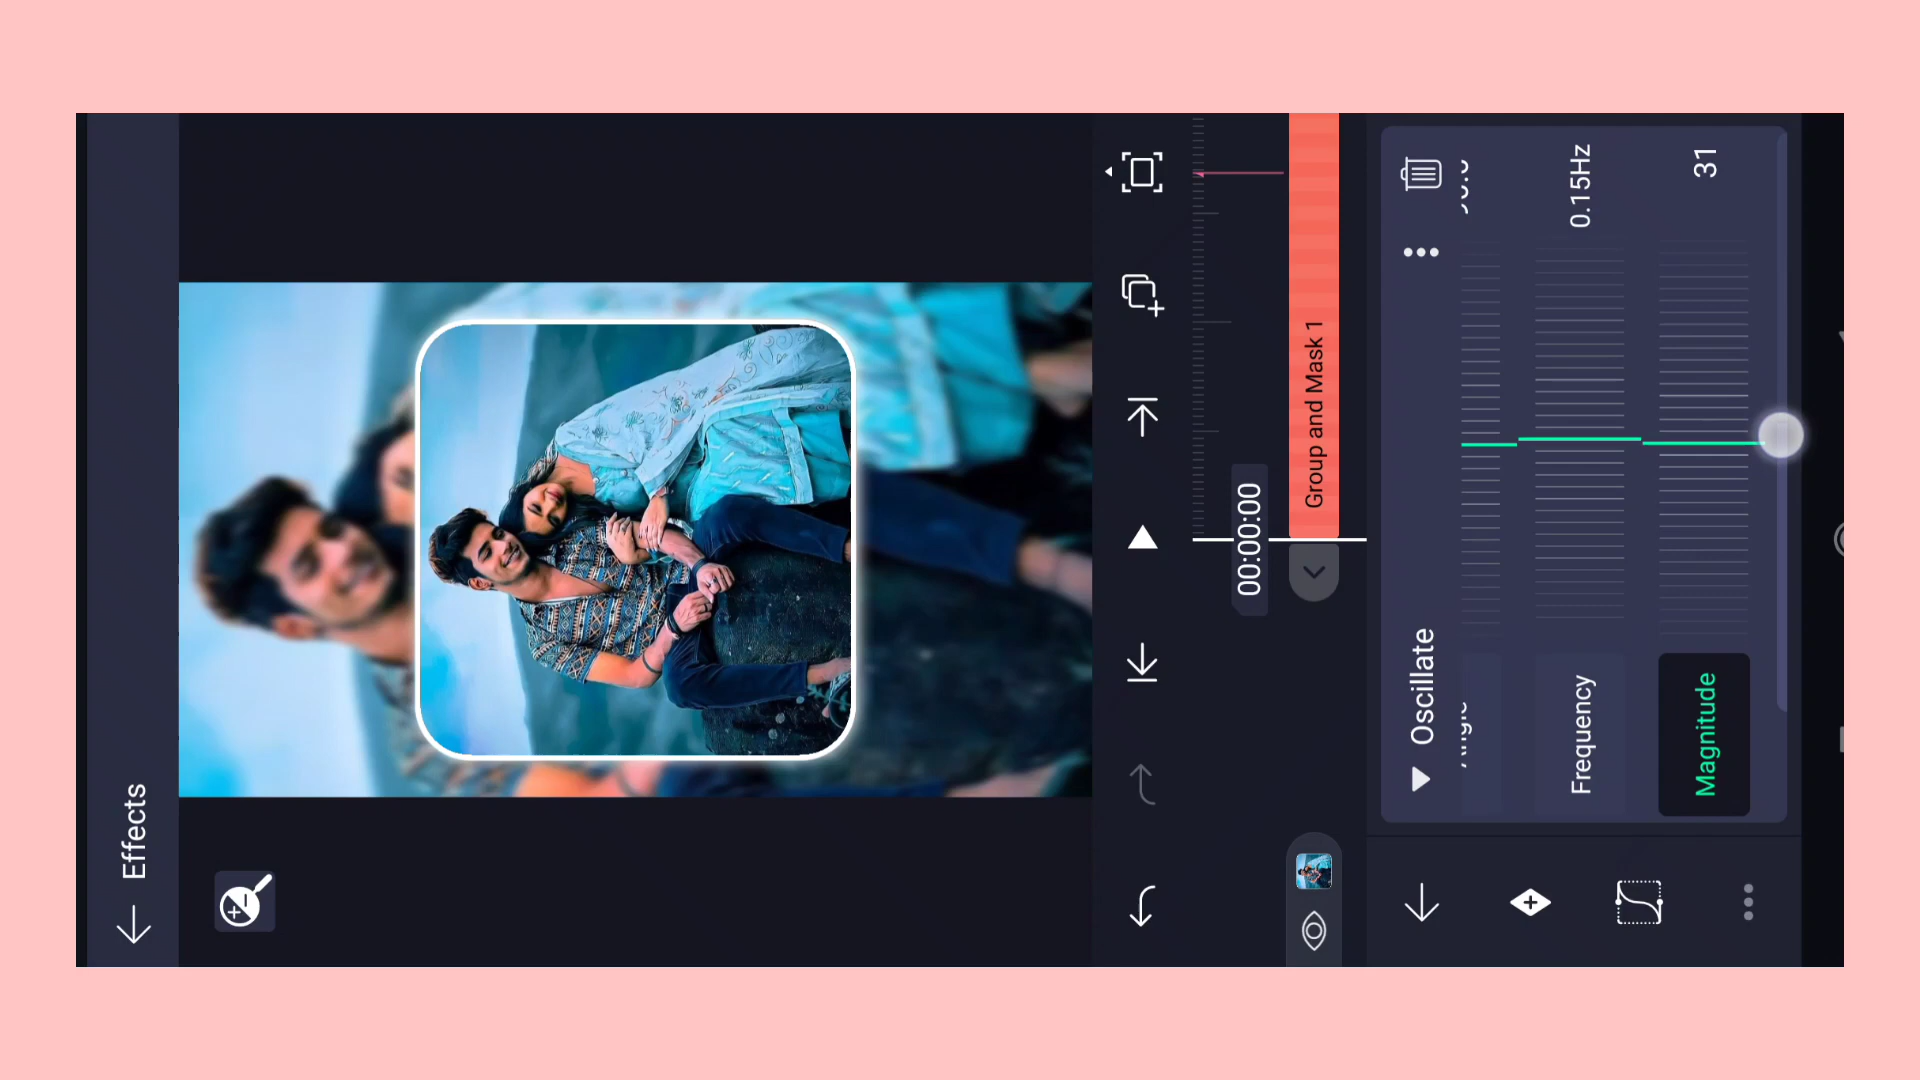 Effects
00:00:00
Group and Mask 1
Oscillate
Frequency
0.15Hz
Magnitude
31